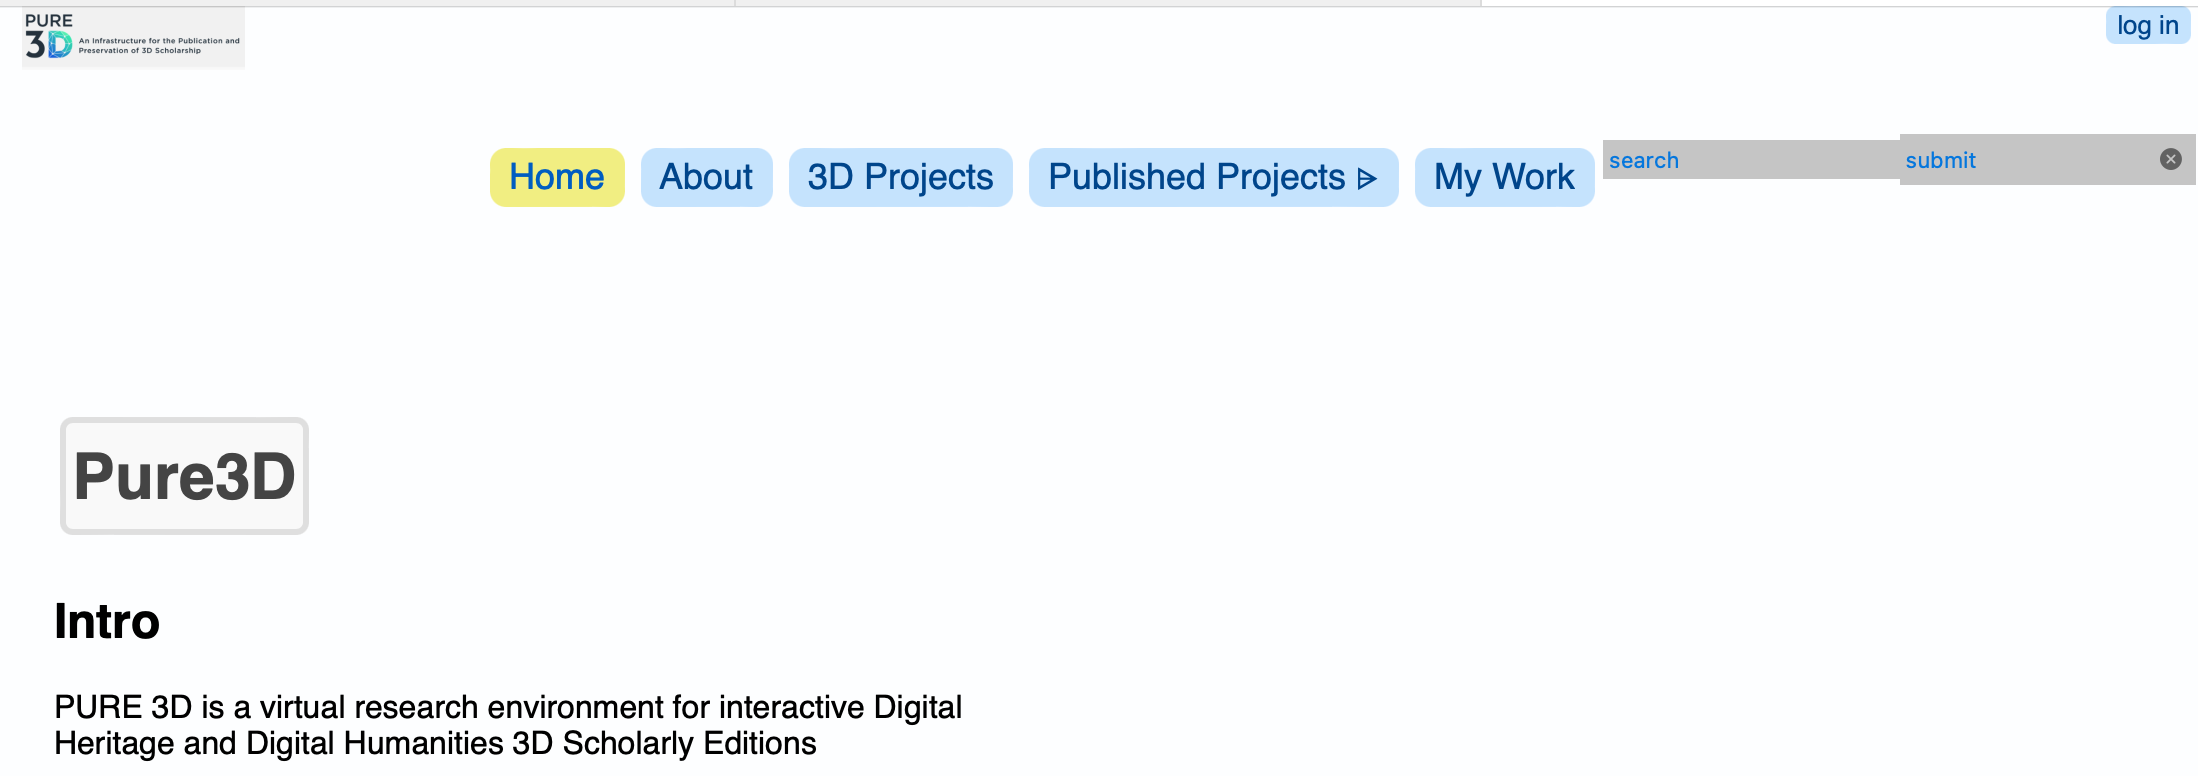 PURE
3D An Infrastructure for the Publication and
Preservation of 3D Scholarship
log in
Home About 3D Projects Published Projects ⩥ My Work search submit
Pure3D
Intro
PURE 3D is a virtual research environment for interactive Digital
Heritage and Digital Humanities 3D Scholarly Editions